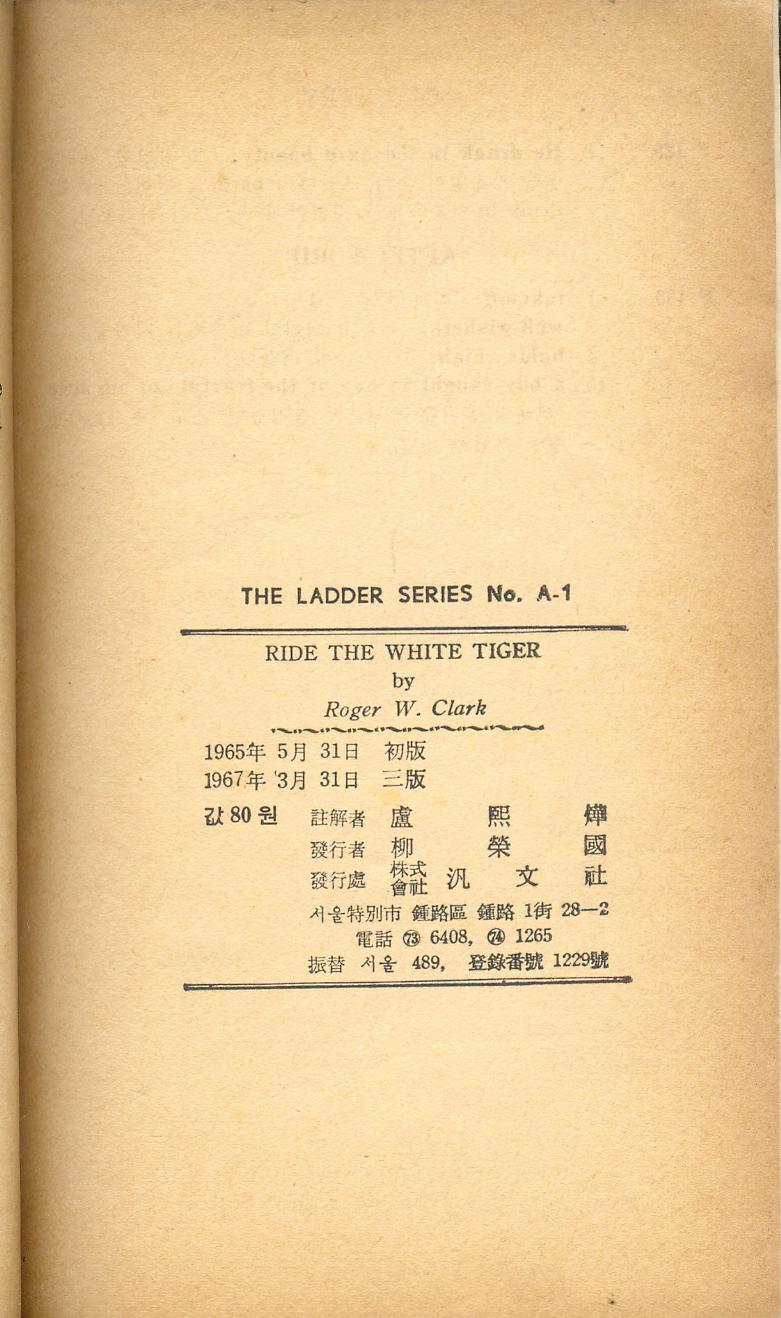 THE LADDER SERIES No. A-1
RIDE THE WHITE TIGER
by
Roger W. Clark
1965年 5月 31日 初版
1967年 3月 31日 三版
값 80 원 註解者 盧 熙 燁
發行者 柳 榮 國
發行處 株式會社 汎 文 社
서울特別市 鍾路區 鍾路 1街 28—2
電話 ㊆㊂ 6408, ㊆㊃ 1265
振替 서울 489, 登錄番號 1229號